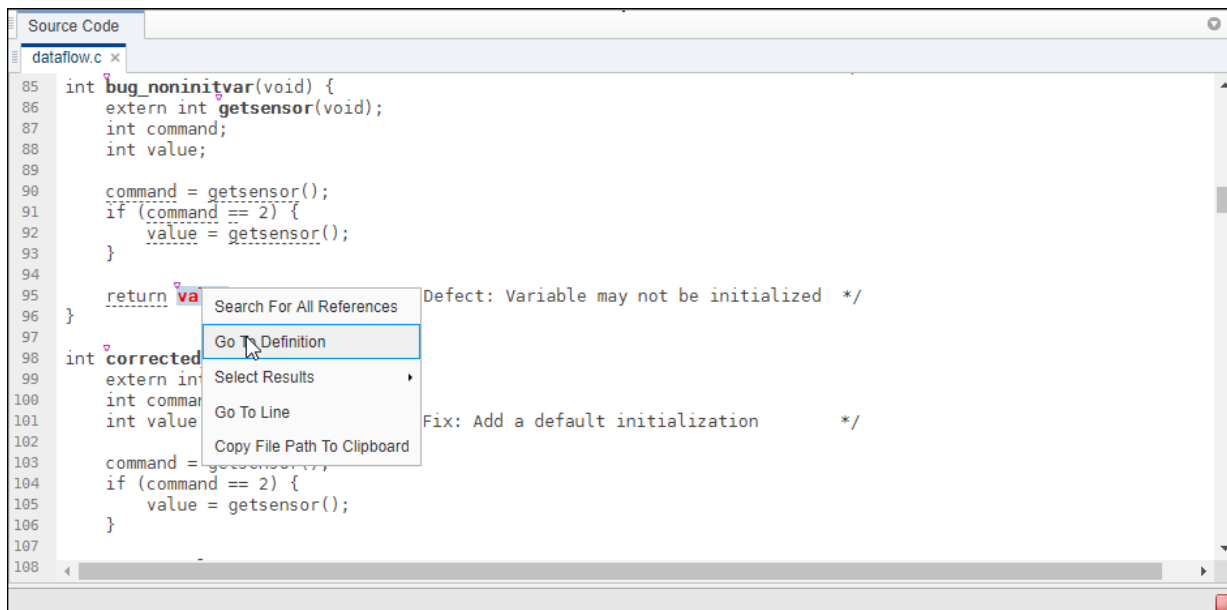 Source Code
dataflow.c ×
85 int bug_noninitvar(void) {
86 extern int getsensor(void);
87 int command;
88 int value;
89
90 command = getsensor();
91 if (command == 2) {
92 value = getsensor();
93 }
94
95 return Defect: Variable may not be initialized */
96 }
97
98 int corrected
99 extern
100 int
101 int value Fix: Add a default initialization */
102
103 command =
104 if (command == 2) {
105 value = getsensor();
106 }
107
108
Search For All References
Go To Definition
Select Results
Go To Line
Copy File Path To Clipboard